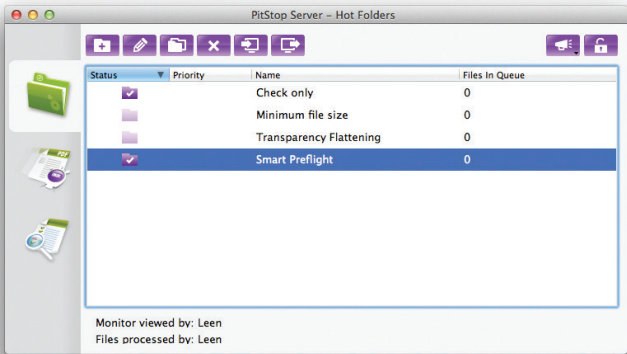 PitStop Server – Hot Folders
Status Priority Name Files In Queue
Check only 0
Minimum file size 0
Transparency Flattening 0
Smart Preflight 0
PDF
Monitor viewed by: Leen
Files processed by: Leen